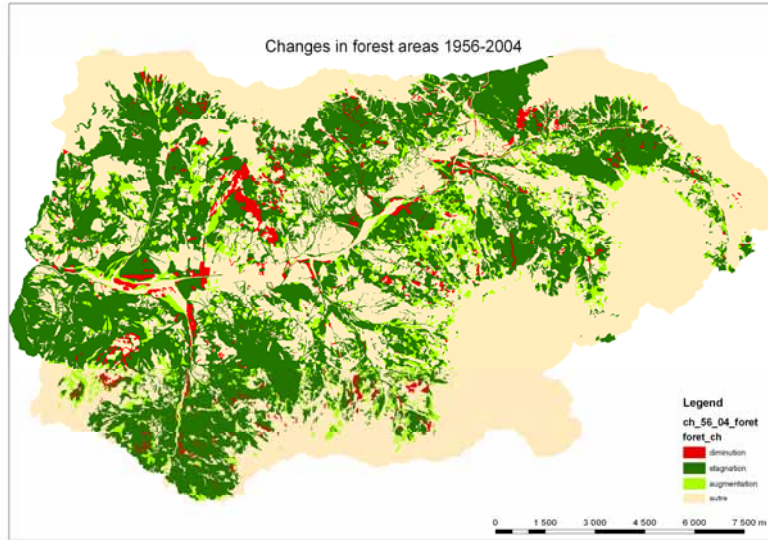 Changes in forest areas 1956-2004
Legend
ch_56_04_foret
foret_ch
diminution
stagnation
augmentation
autre
0 1 500 3 000 4 500 6 000 7 500 m